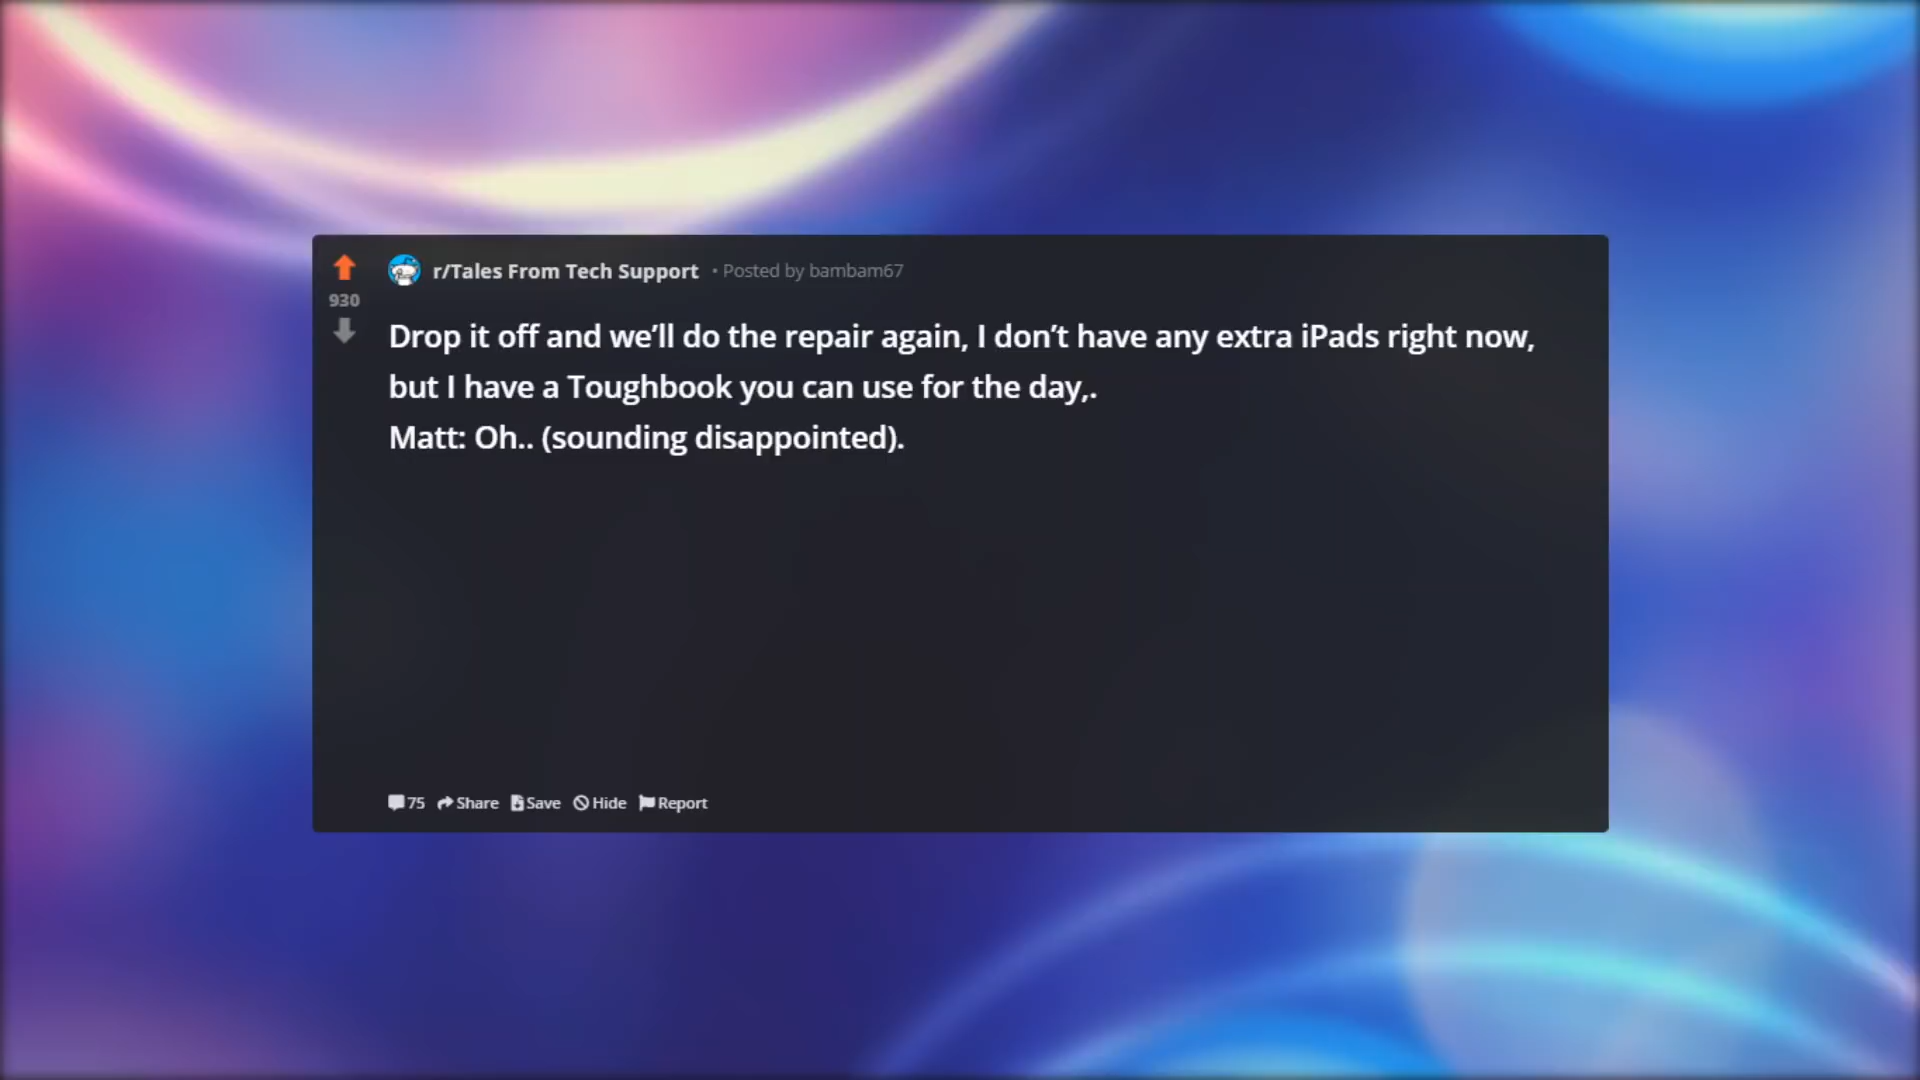 r/Tales From Tech Support • Posted by bambam67
930
Drop it off and we’ll do the repair again, I don’t have any extra iPads right now,
but I have a Toughbook you can use for the day,.
Matt: Oh.. (sounding disappointed).
75 Share Save Hide Report